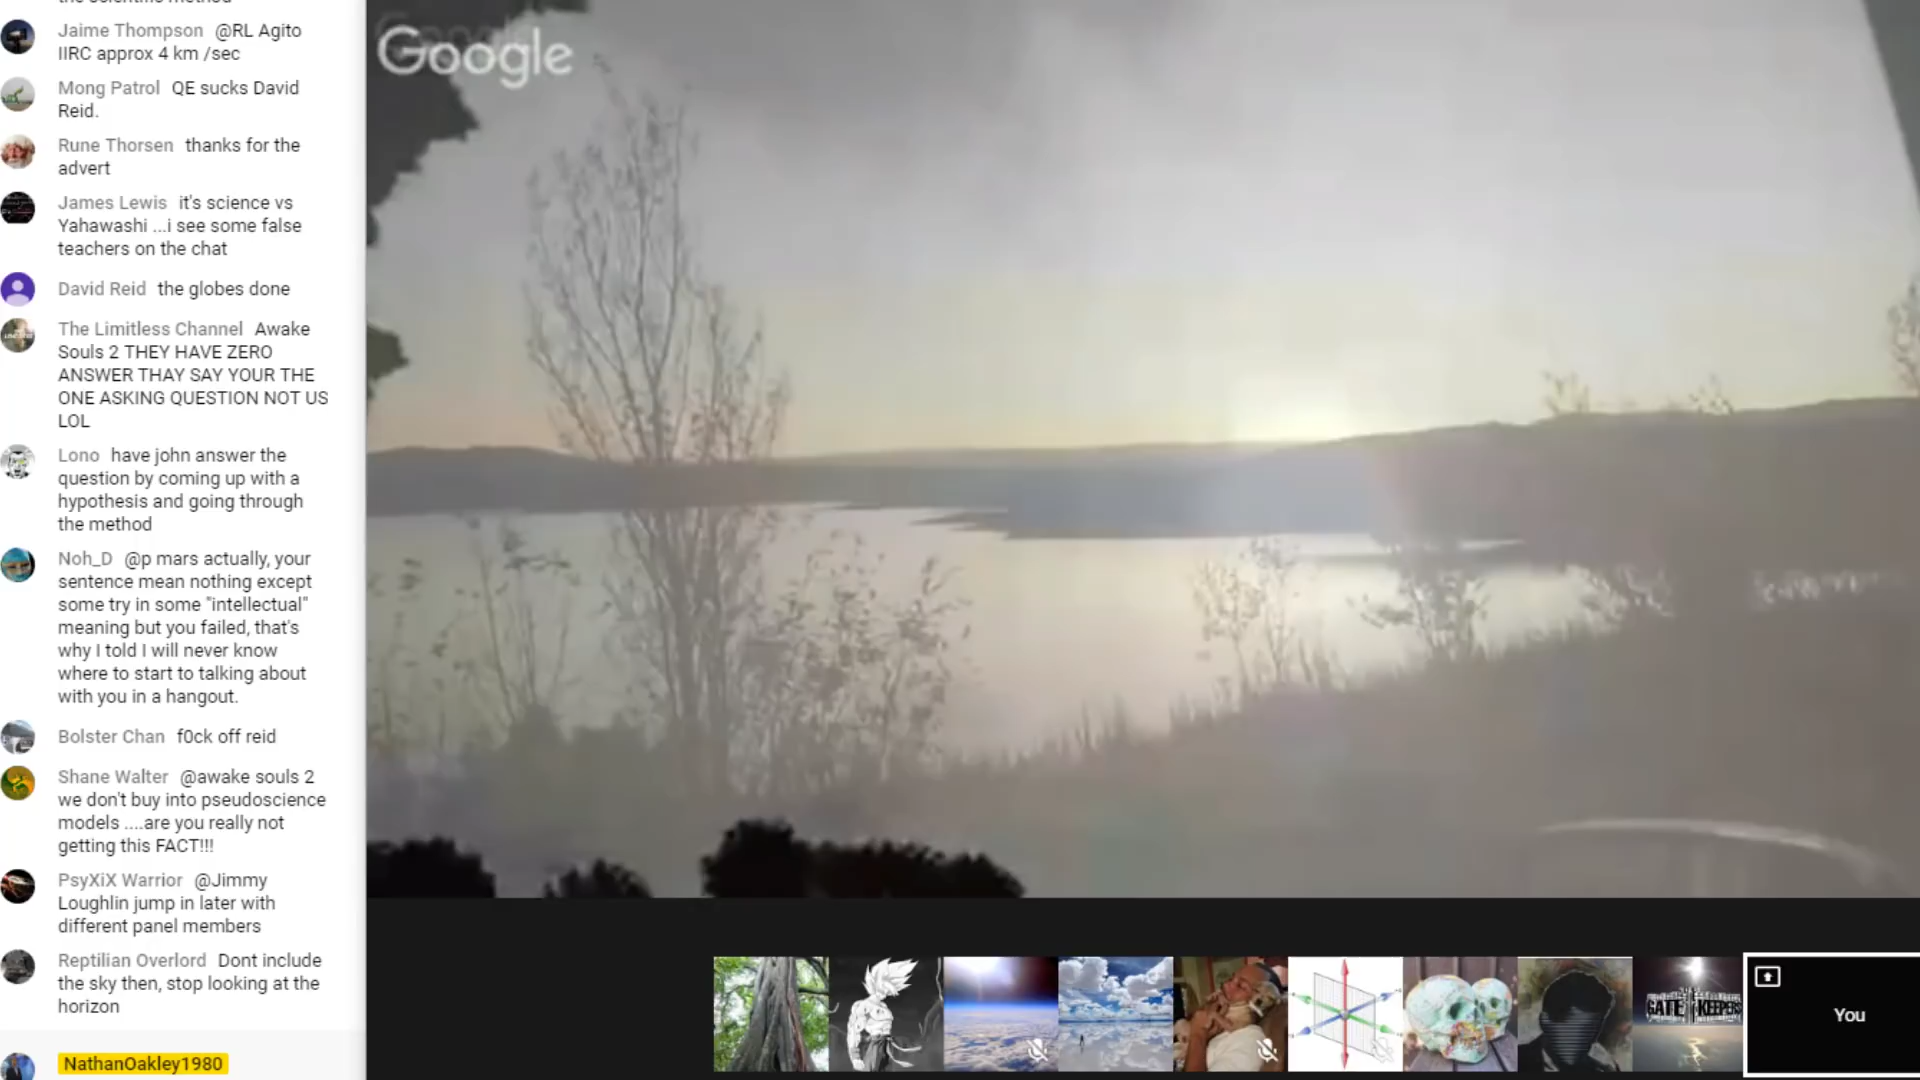 the scientific method
Jaime Thompson @RL Agito
IIRC approx 4 km /sec
Mong Patrol QE sucks David
Reid.
Rune Thorsen thanks for the
advert
James Lewis it's science vs
Yahawashi ...i see some false
teachers on the chat
David Reid the globes done
The Limitless Channel Awake
Souls 2 THEY HAVE ZERO
ANSWER THAY SAY YOUR THE
ONE ASKING QUESTION NOT US
LOL
Lono have john answer the
question by coming up with a
hypothesis and going through
the method
Noh_D @p mars actually, your
sentence mean nothing except
some try in some "intellectual"
meaning but you failed, that's
why I told I will never know
where to start to talking about
with you in a hangout.
Bolster Chan f0ck off reid
Shane Walter @awake souls 2
we don't buy into pseudoscience
models ....are you really not
getting this FACT!!!
PsyXiX Warrior @Jimmy
Loughlin jump in later with
different panel members
Reptilian Overlord Dont include
the sky then, stop looking at the
horizon
NathanOakley1980
Google
GATE KEEPERS
You